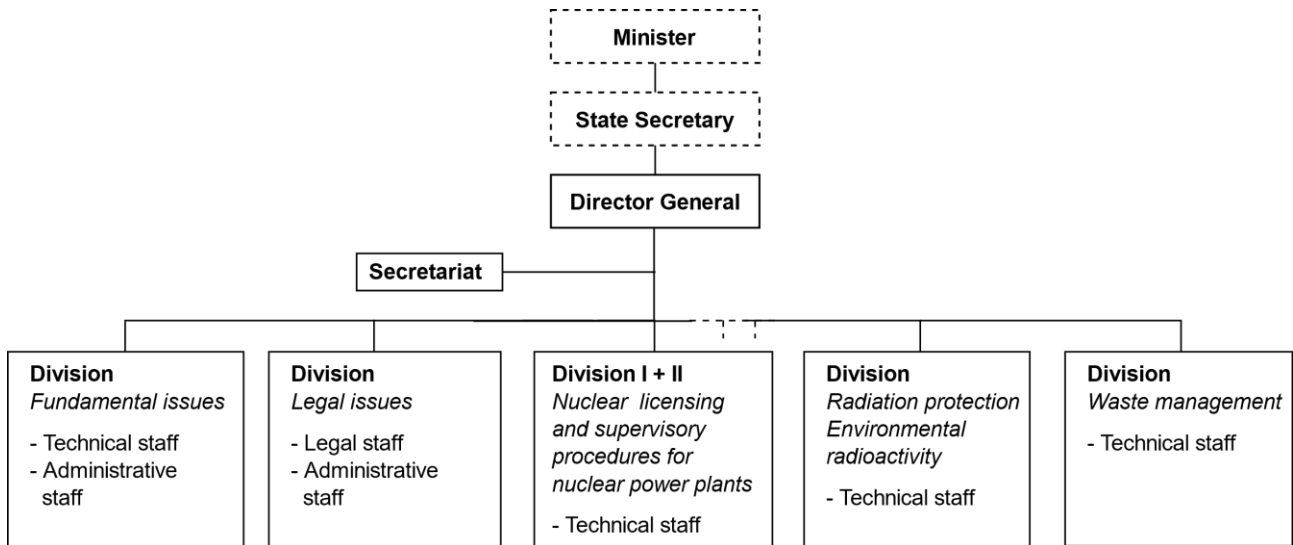 Minister
State Secretary
Director General
Secretariat
Division
Fundamental issues
- Technical staff
- Administrative
staff
Division
Legal issues
- Legal staff
- Administrative
staff
Division I + II
Nuclear licensing
and supervisory
procedures for
nuclear power plants
- Technical staff
Division
Radiation protection
Environmental
radioactivity
- Technical staff
Division
Waste management
- Technical staff